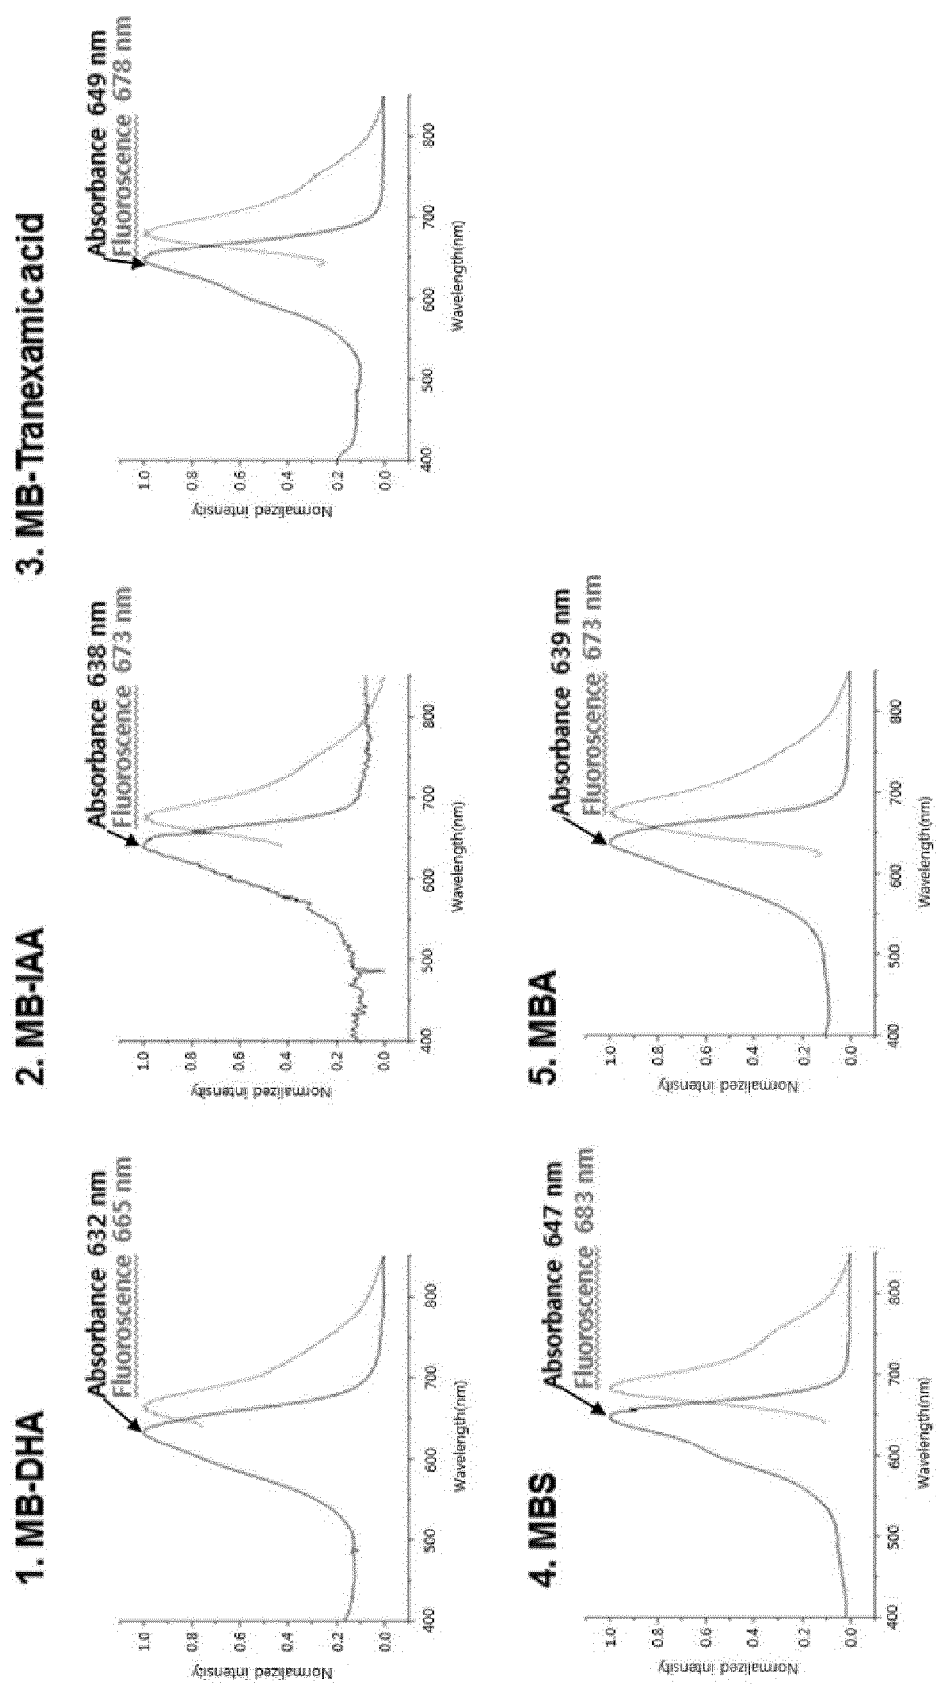 1. MB-DHA
Absorbance 632 nm
Fluoroscence 665 nm
Normalized intensity
1.0
0.8
0.6
0.4
0.2
0.0
400
500
600
700
800
Wavelength(nm)
2. MB-IAA
Absorbance 638 nm
Fluoroscence 673 nm
Normalized intensity
1.0
0.8
0.6
0.4
0.2
0.0
400
500
600
700
800
Wavelength(nm)
3. MB-Tranexamic acid
Absorbance 649 nm
Fluoroscence 678 nm
Normalized intensity
1.0
0.8
0.6
0.4
0.2
0.0
400
500
600
700
800
Wavelength(nm)
4. MBS
Absorbance 647 nm
Fluoroscence 683 nm
Normalized intensity
1.0
0.8
0.6
0.4
0.2
0.0
400
500
600
700
800
Wavelength(nm)
5. MBA
Absorbance 639 nm
Fluoroscence 673 nm
Normalized intensity
1.0
0.8
0.6
0.4
0.2
0.0
400
500
600
700
800
Wavelength(nm)